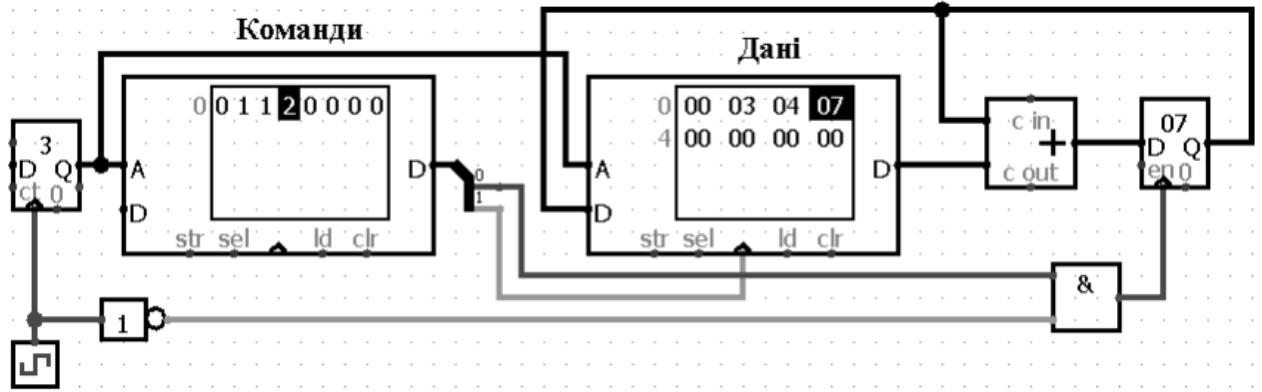 Команди
Дані
0 0 1 1 2 0 0 0 0
0 00 03 04 07
4 00 00 00 00
3
D Q
ct 0
A
D
D
str sel ld clr
0
1
A
D
D
str sel ld clr
c in
+
c out
07
D Q
en 0
&
1